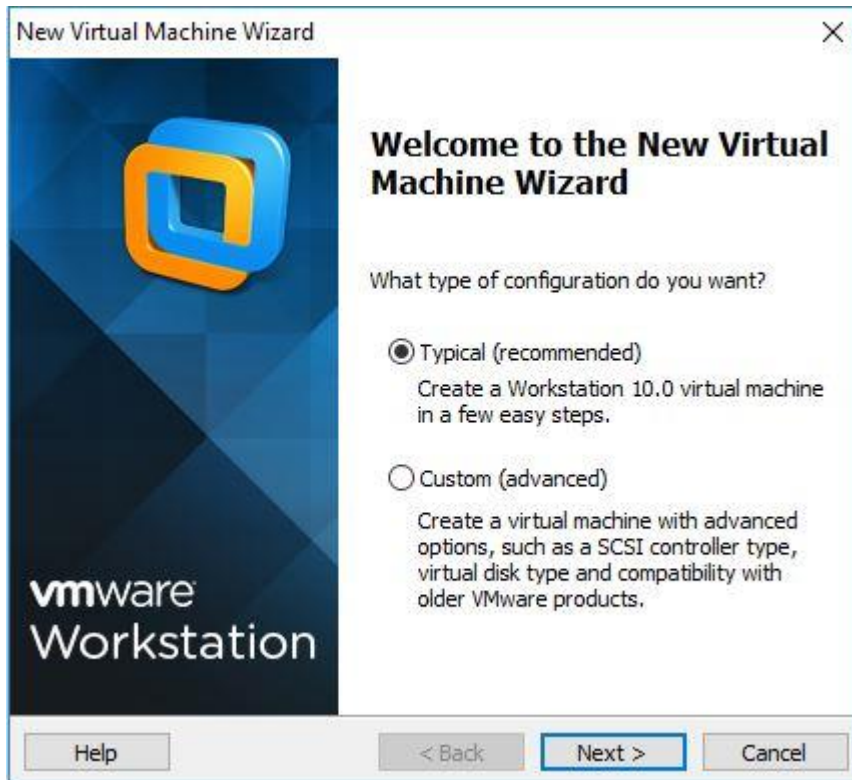 New Virtual Machine Wizard
Welcome to the New Virtual
Machine Wizard
What type of configuration do you want?
Typical (recommended)
Create a Workstation 10.0 virtual machine
in a few easy steps.
Custom (advanced)
Create a virtual machine with advanced
options, such as a SCSI controller type,
virtual disk type and compatibility with
older VMware products.
vmware
Workstation
Help
< Back
Next >
Cancel